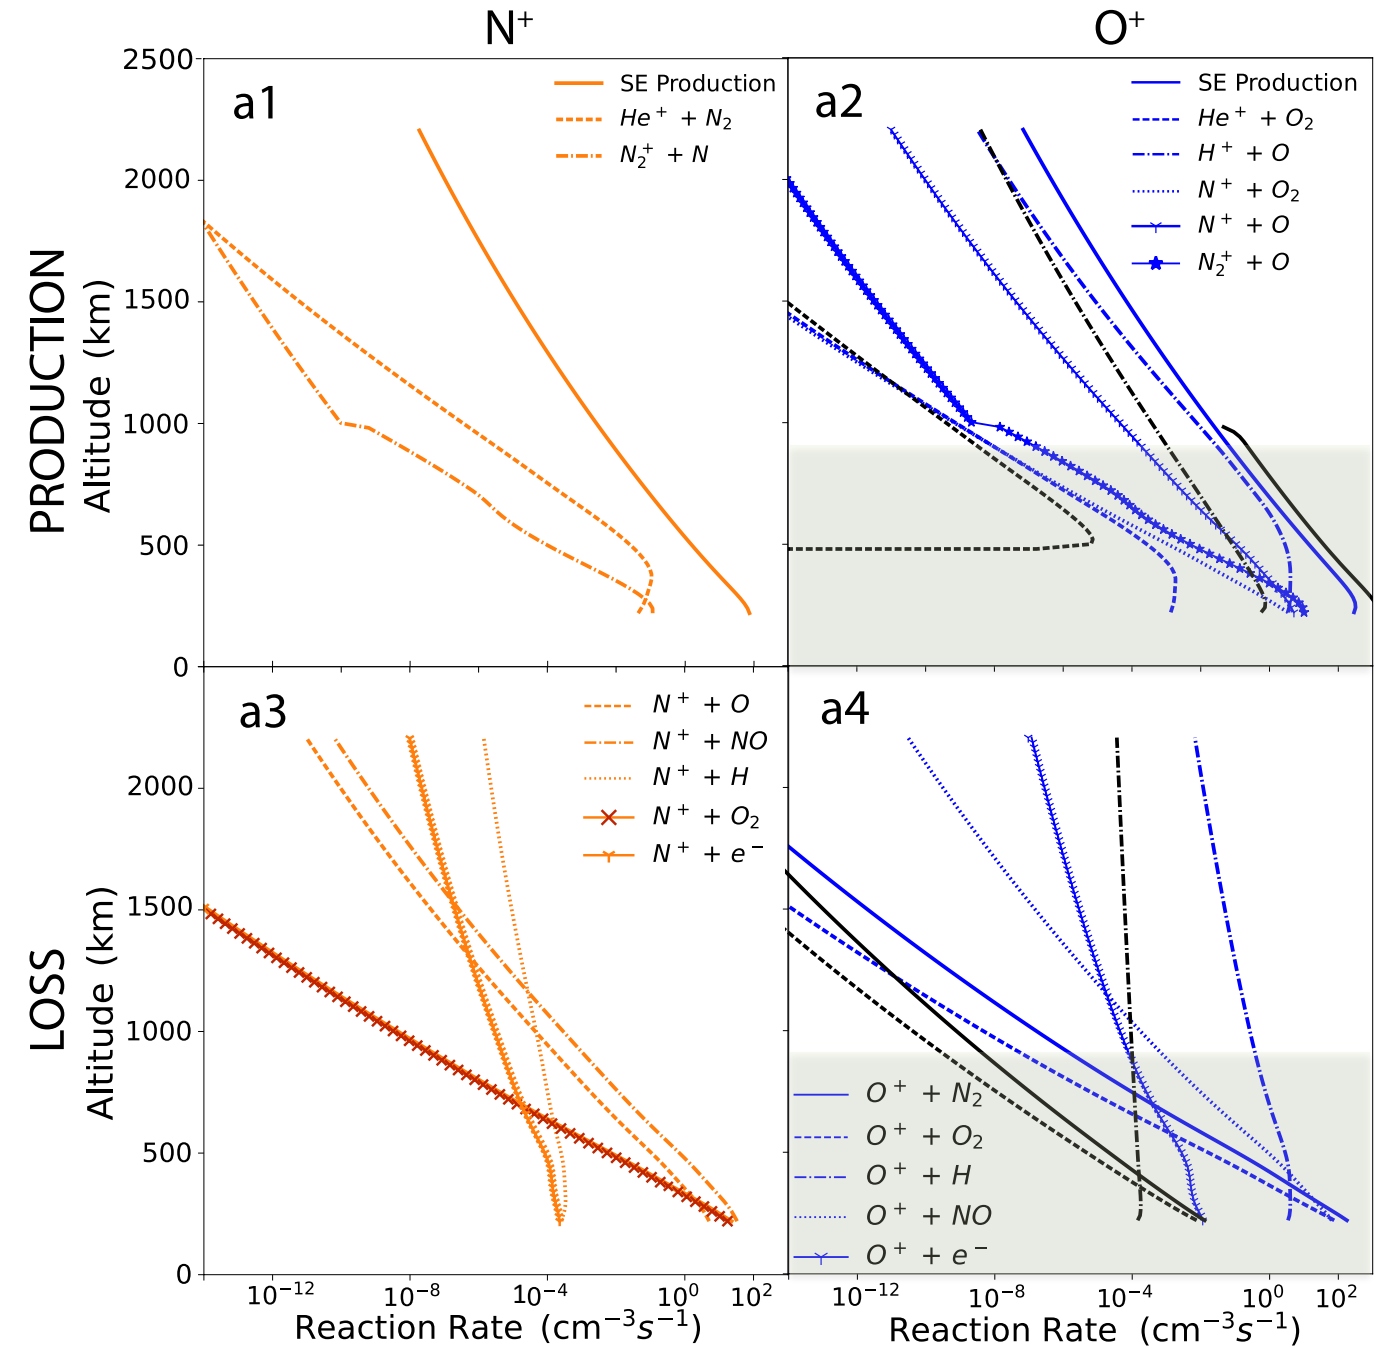 N⁺
O⁺
PRODUCTION
LOSS
Altitude (km)
2500
2000
1500
1000
500
0
a1
SE Production
He⁺ + N₂
N₂⁺ + N
a2
SE Production
He⁺ + O₂
H⁺ + O
N⁺ + O₂
N⁺ + O
N₂⁺ + O
Altitude (km)
2000
1500
1000
500
0
a3
N⁺ + O
N⁺ + NO
N⁺ + H
N⁺ + O₂
N⁺ + e⁻
a4
O⁺ + N₂
O⁺ + O₂
O⁺ + H
O⁺ + NO
O⁺ + e⁻
10⁻¹² 10⁻⁸ 10⁻⁴ 10⁰ 10²
10⁻¹² 10⁻⁸ 10⁻⁴ 10⁰ 10²
Reaction Rate (cm⁻³s⁻¹)
Reaction Rate (cm⁻³s⁻¹)